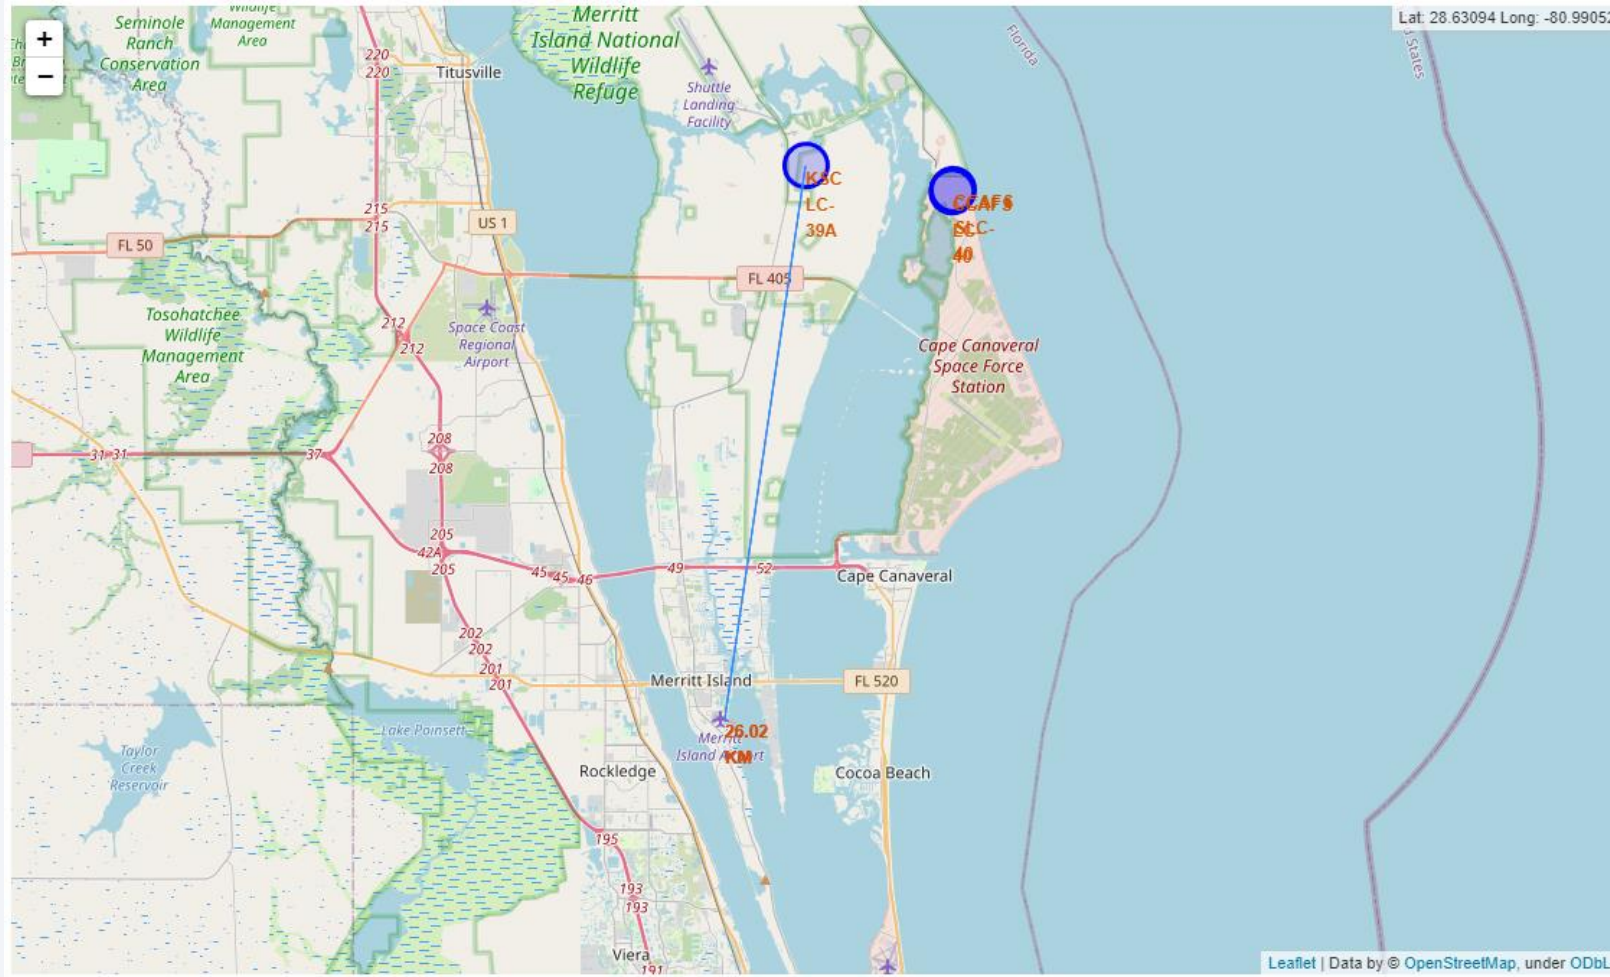 +
−
Lat: 28.63094 Long: -80.99052
Seminole
Ranch
Conservation
Area
Wildlife
Management
Area
Merritt
Island National
Wildlife
Refuge
Titusville
220
220
Shuttle
Landing
Facility
Florida
States
KSC
LC-
39A
CCAFS
SLC-
40
215
215
US 1
FL 50
FL 405
Tosohatchee
Wildlife
Management
Area
212
212
Space Coast
Regional
Airport
Cape Canaveral
Space Force
Station
208
208
31
31
37
205
42A
205
45
45
46
49
52
Cape Canaveral
202
202
201
201
Merritt Island
FL 520
26.02
KM
Merritt
Island Airport
Lake Poinsett
Taylor
Creek
Reservoir
Rockledge
Cocoa Beach
195
193
193
Viera
191
Leaflet | Data by © OpenStreetMap, under ODbL